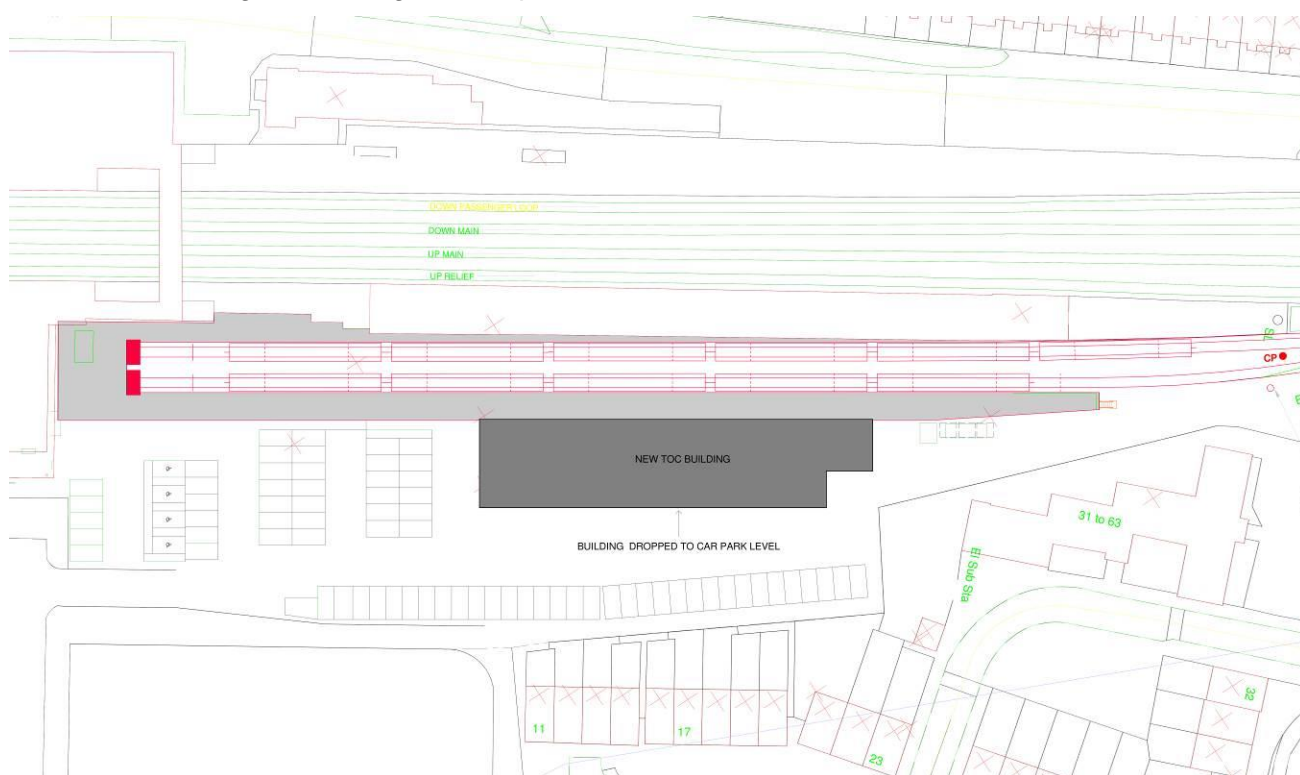 DOWN PASSENGER LOOP
DOWN MAIN
UP MAIN
UP RELIEF
SL
CP
NEW TOC BUILDING
31 to 63
BUILDING DROPPED TO CAR PARK LEVEL
El Sub Sta
32
11
17
23